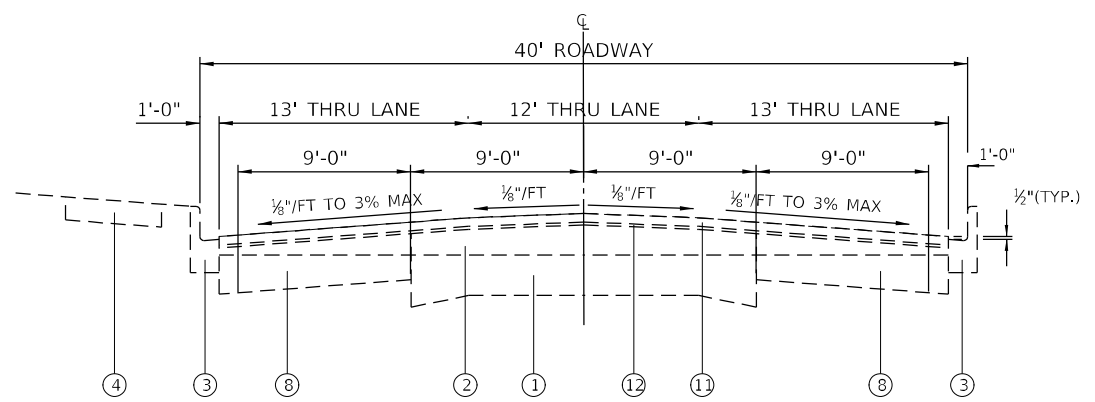 ℄
40' ROADWAY
1'-0" 13' THRU LANE 12' THRU LANE 13' THRU LANE
9'-0" 9'-0" 9'-0" 9'-0" 1'-0"
⅛"/FT TO 3% MAX ⅛"/FT ⅛"/FT ⅛"/FT TO 3% MAX ½"(TYP.)
4 3 8 2 1 12 11 8 3